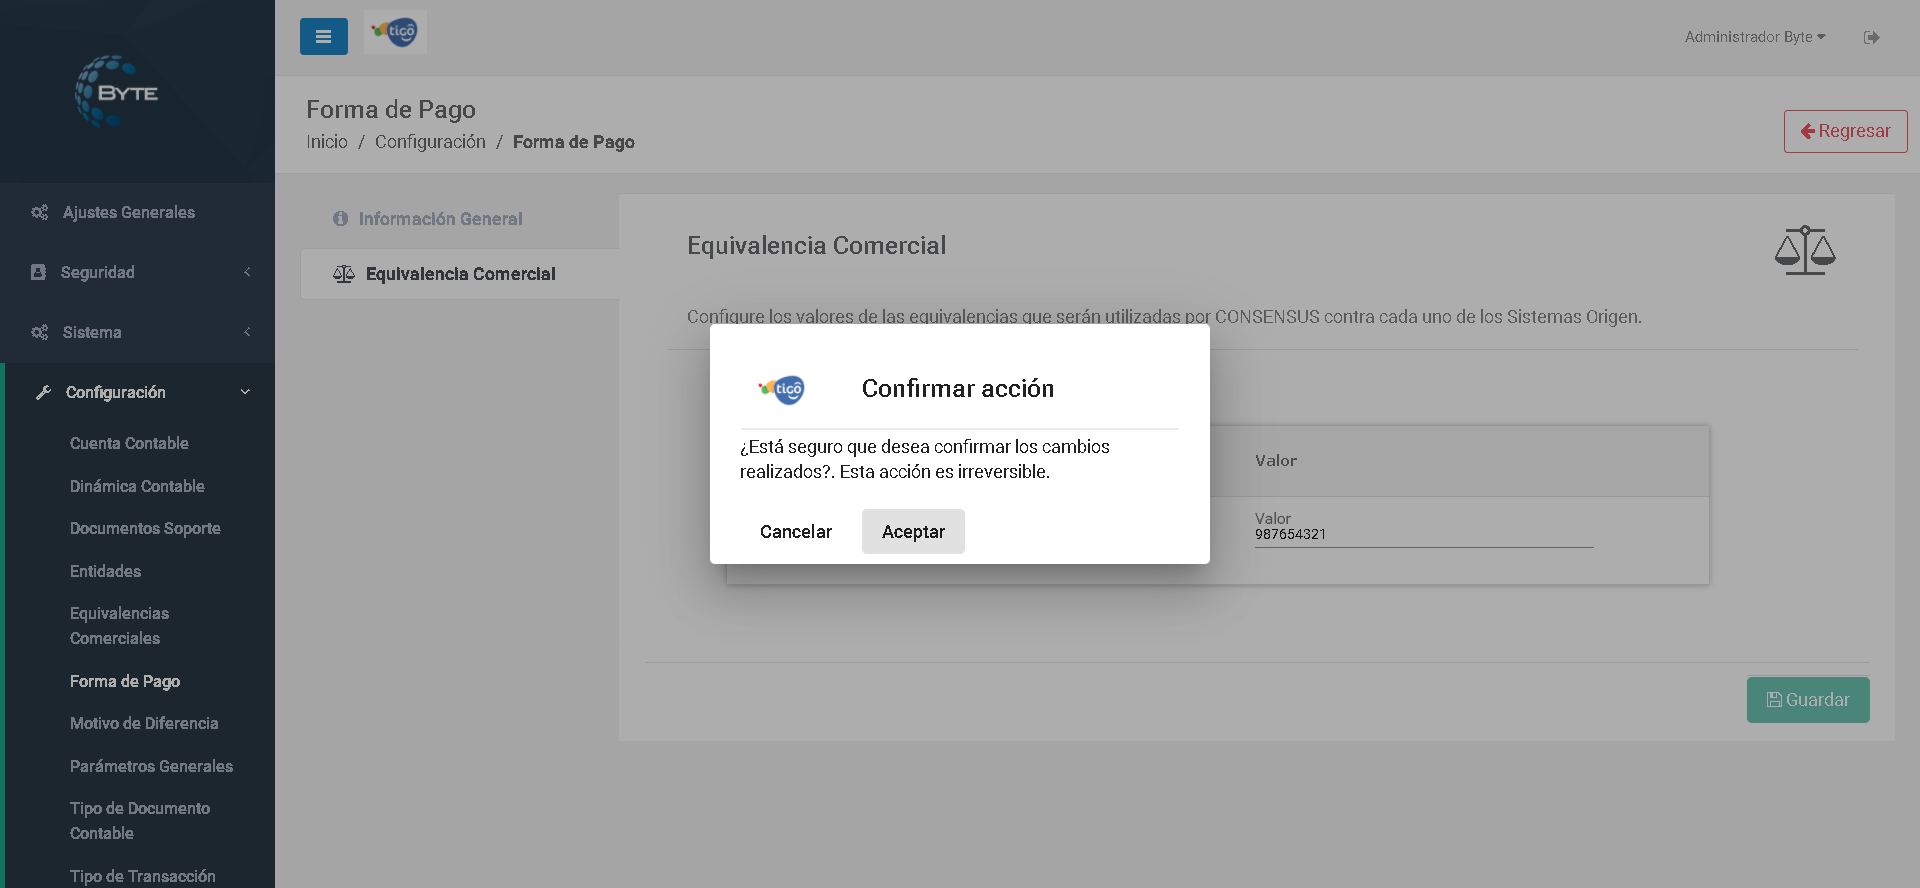 BYTE
Ajustes Generales
Seguridad
Sistema
Configuración
Cuenta Contable
Dinámica Contable
Documentos Soporte
Entidades
Equivalencias
Comerciales
Forma de Pago
Motivo de Diferencia
Parámetros Generales
Tipo de Documento
Contable
Tipo de Transacción
tigo
Administrador Byte
Forma de Pago
Inicio / Configuración / Forma de Pago
Regresar
Información General
Equivalencia Comercial
Equivalencia Comercial
Configure los valores de las equivalencias que serán utilizadas por CONSENSUS contra cada uno de los Sistemas Origen.
Valor
Valor
987654321
Guardar
tigo
Confirmar acción
¿Está seguro que desea confirmar los cambios
realizados?. Esta acción es irreversible.
Cancelar
Aceptar